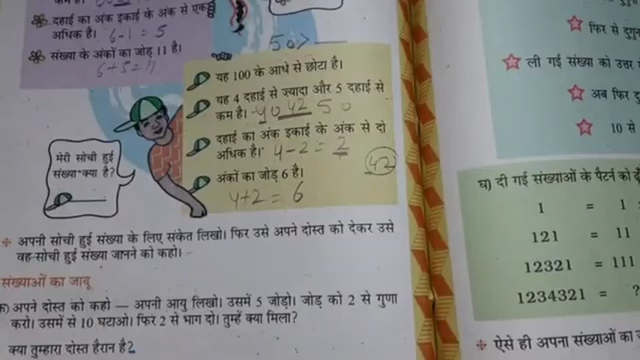 दहाई का अंक इकाई के अंक से एक
अधिक है। 6-1=5
संख्या के अंकों का जोड़ 11 है।
6+5=11
50>
यह 100 के आधे से छोटा है।
यह 4 दहाई से ज्यादा और 5 दहाई से
कम है। 40 42 50
दहाई का अंक इकाई के अंक से दो
अधिक है। 4-2=2
42
अंकों का जोड़ 6 है।
4+2=6
मेरी सोची हुई
संख्या क्या है?
अपनी सोची हुई संख्या के लिए संकेत लिखो। फिर उसे अपने दोस्त को देकर उसे
वह सोची हुई संख्या जानने को कहो।
संख्याओं का जादू
क) अपने दोस्त को कहो — अपनी आयु लिखो। उसमें 5 जोड़ो। जोड़ को 2 से गुणा
करो। उसमें से 10 घटाओ। फिर 2 से भाग दो। तुम्हें क्या मिला?
क्या तुम्हारा दोस्त हैरान है?
फिर से दुगु
ली गई संख्या को उत्तर
अब फिर
10 से
घ) दी गई संख्याओं के पैटर्न को
1 = 1
121 = 11
12321 = 111
1234321 = ?
ऐसे ही अपना संख्याओं का